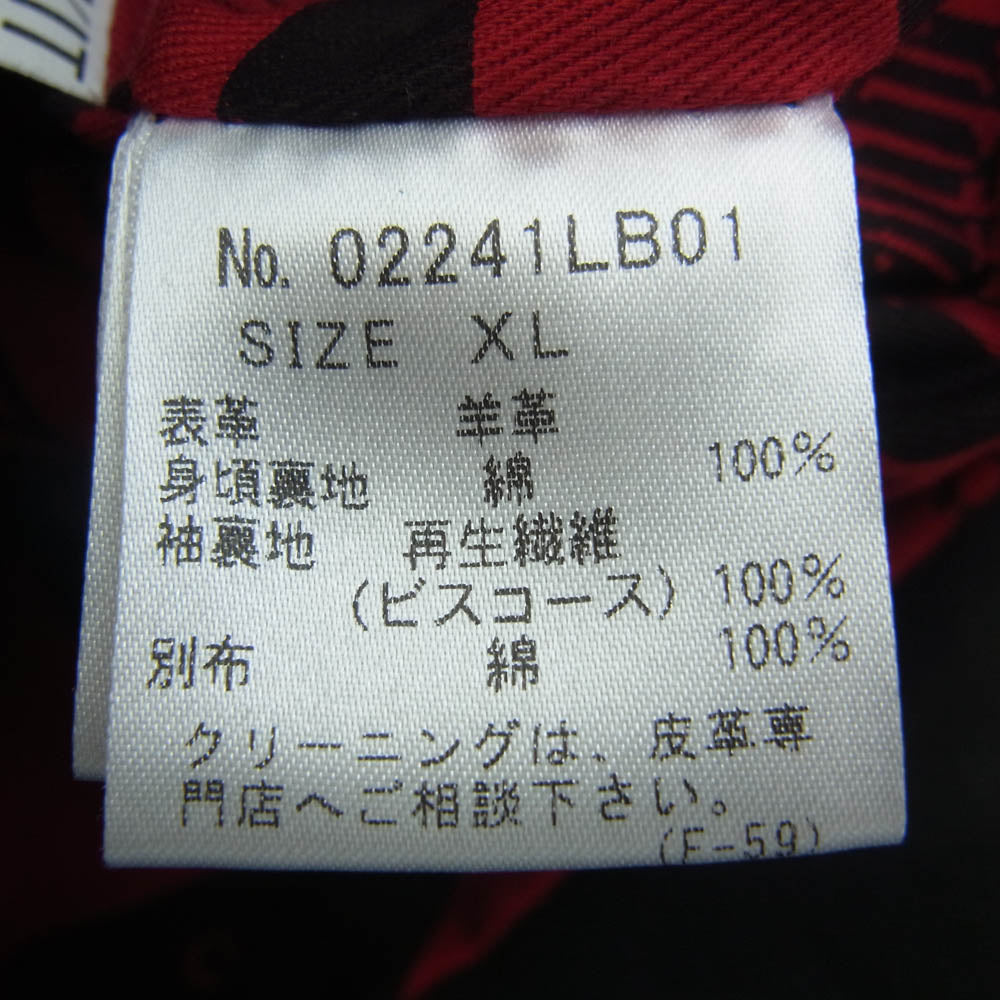 No. 02241LB01
SIZE XL
表革 羊革
身頃裏地 綿 100%
袖裏地 再生繊維
(ビスコース) 100%
別布 綿 100%
クリーニングは、皮革専
門店へご相談下さい。